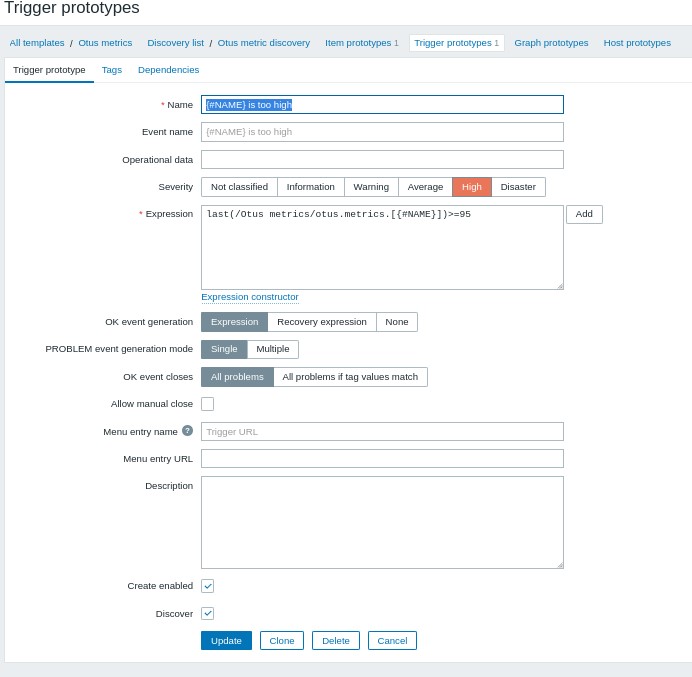 Trigger prototypes
All templates / Otus metrics Discovery list / Otus metric discovery Item prototypes 1 Trigger prototypes 1 Graph prototypes Host prototypes
Trigger prototype Tags Dependencies
* Name {#NAME} is too high
Event name {#NAME} is too high
Operational data
Severity Not classified Information Warning Average High Disaster
* Expression last(/Otus metrics/otus.metrics.[{#NAME}])>=95 Add
Expression constructor
OK event generation Expression Recovery expression None
PROBLEM event generation mode Single Multiple
OK event closes All problems All problems if tag values match
Allow manual close
Menu entry name ? Trigger URL
Menu entry URL
Description
Create enabled
Discover
Update Clone Delete Cancel